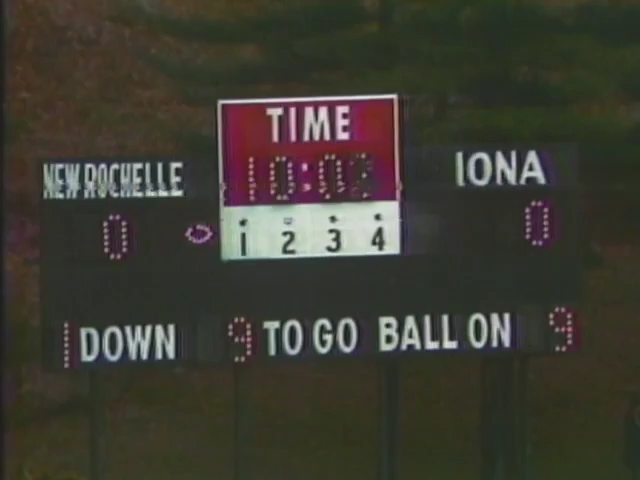 TIME
NEW ROCHELLE 10:03 IONA
0 1 2 3 4 0
1 DOWN 9 TO GO BALL ON 9